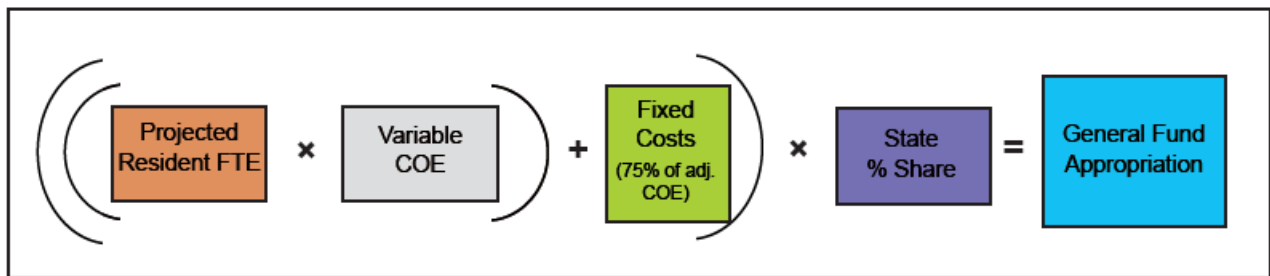 ( ( Projected
Resident FTE
×
Variable
COE
)
+
Fixed
Costs
(75% of adj.
COE)
)
×
State
% Share
=
General Fund
Appropriation